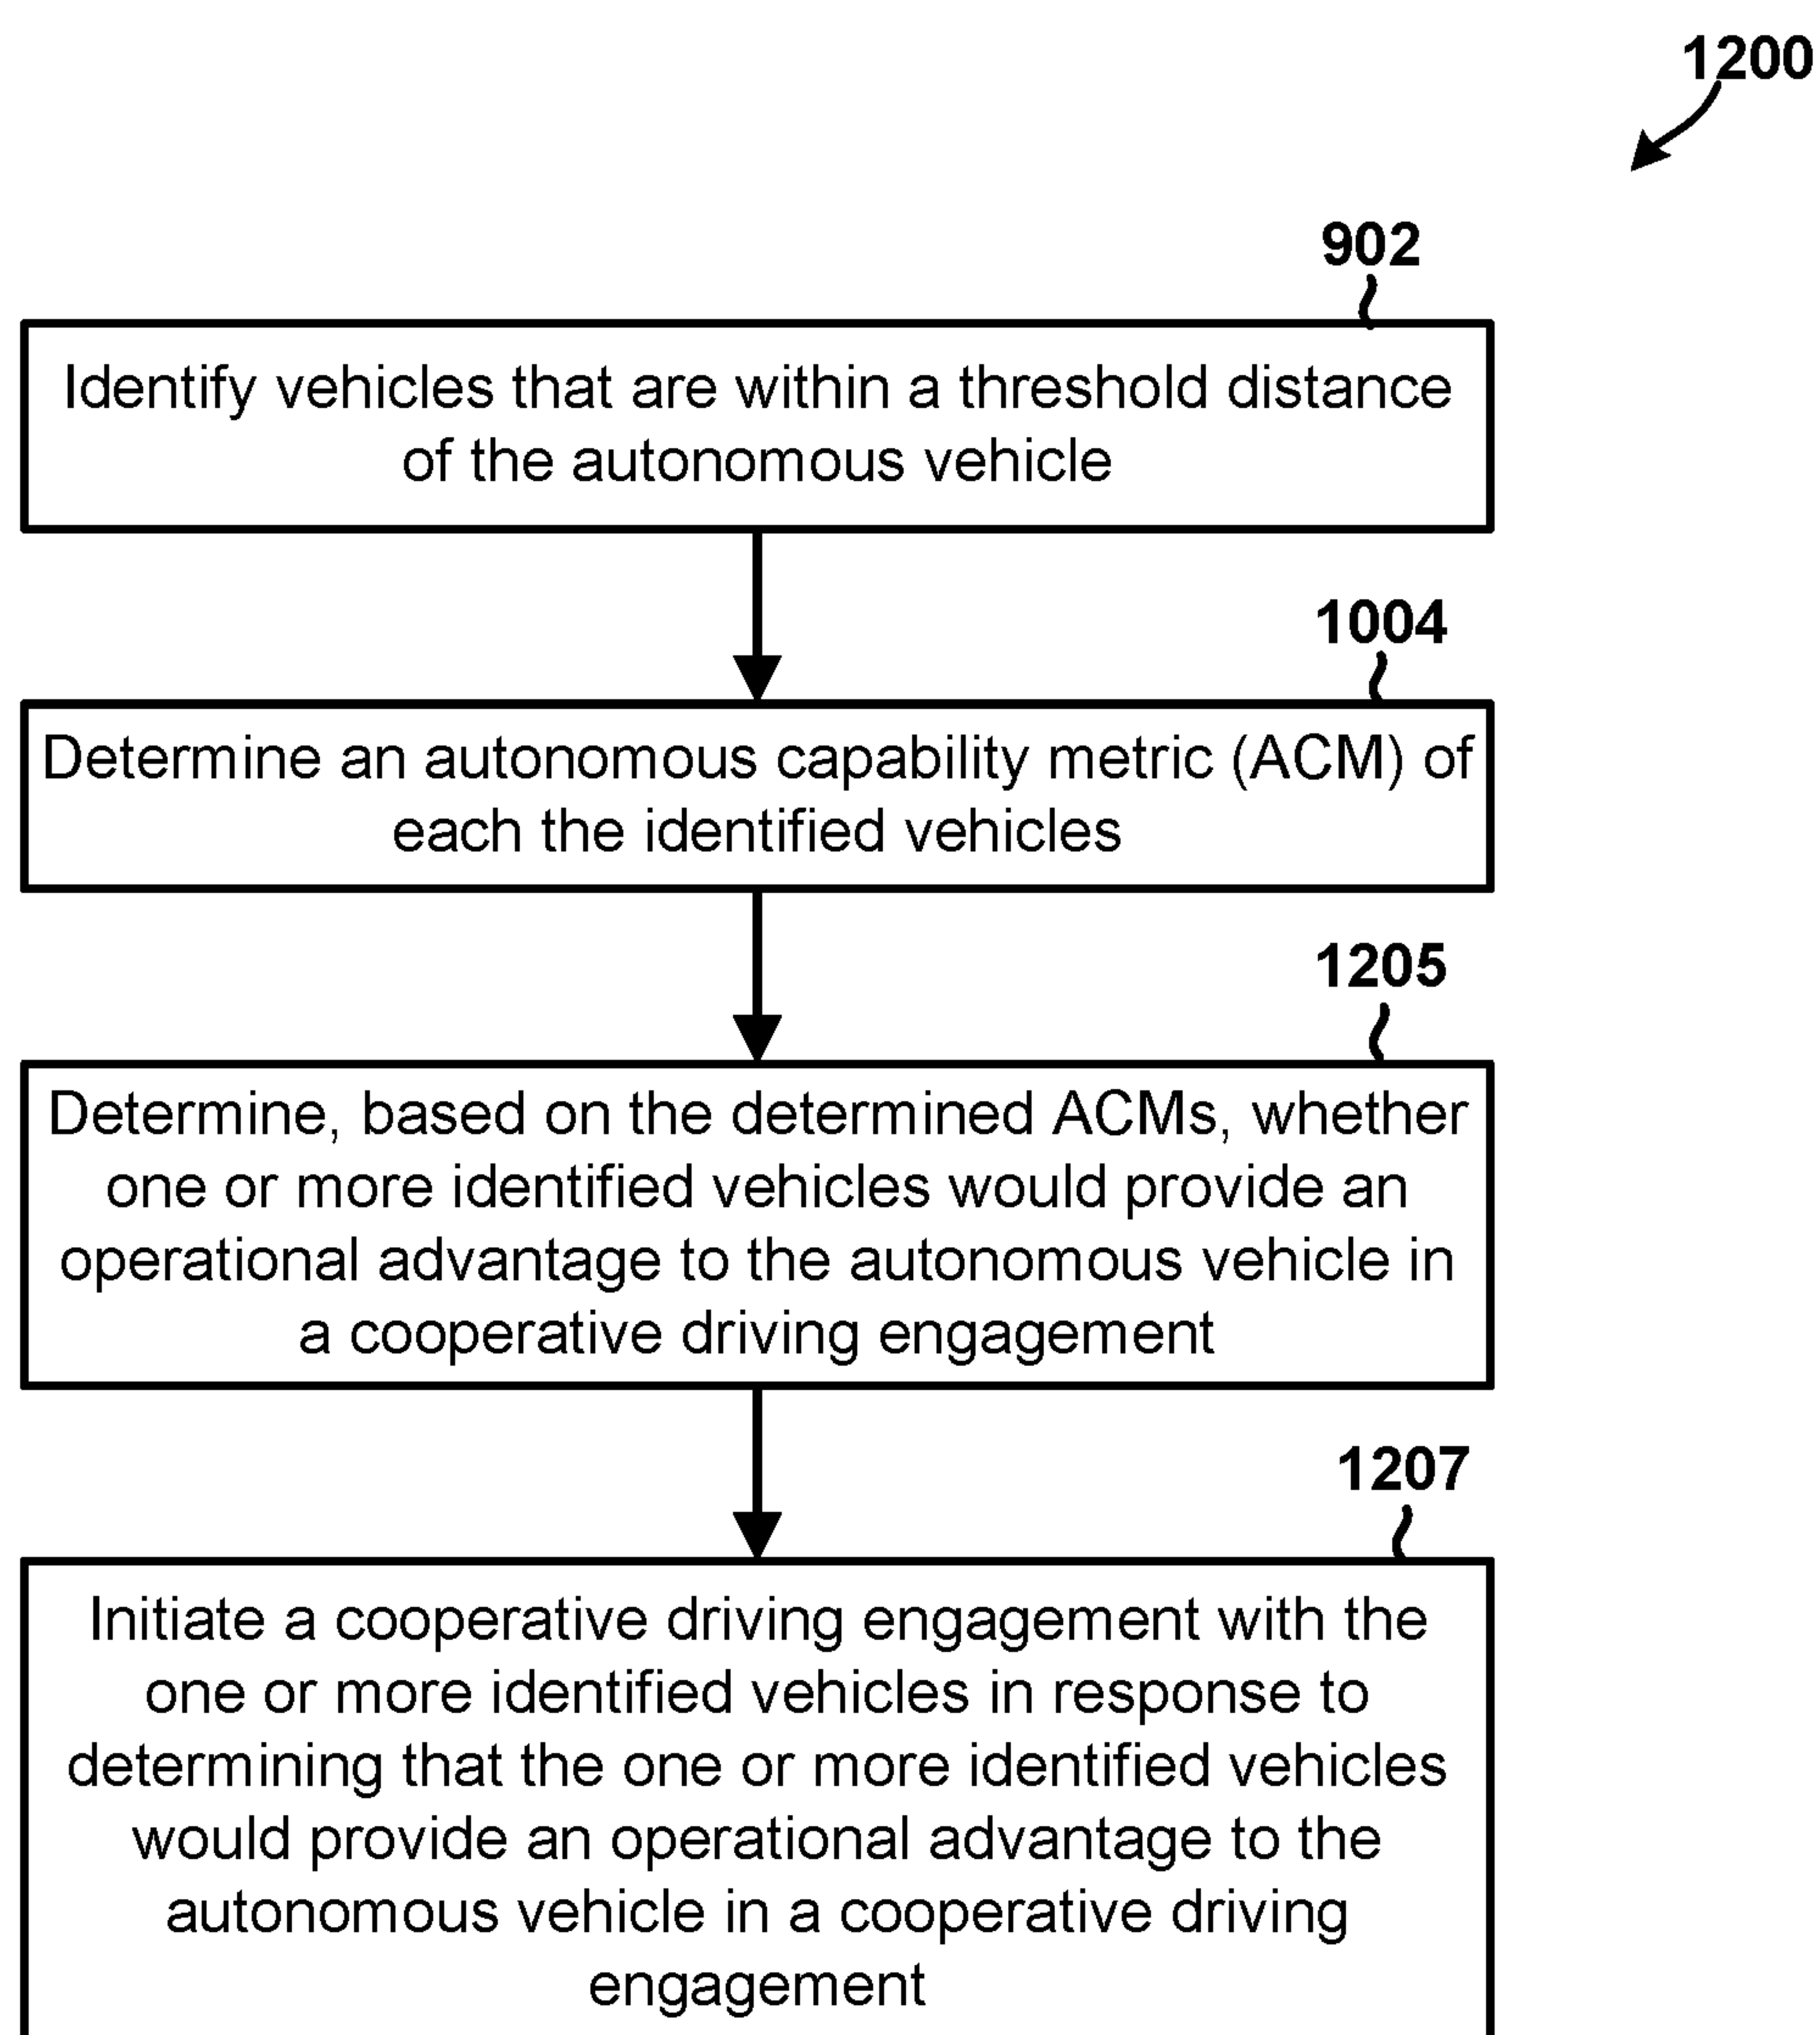 1200
902
Identify vehicles that are within a threshold distance
of the autonomous vehicle
1004
Determine an autonomous capability metric (ACM) of
each the identified vehicles
1205
Determine, based on the determined ACMs, whether
one or more identified vehicles would provide an
operational advantage to the autonomous vehicle in
a cooperative driving engagement
1207
Initiate a cooperative driving engagement with the
one or more identified vehicles in response to
determining that the one or more identified vehicles
would provide an operational advantage to the
autonomous vehicle in a cooperative driving
engagement